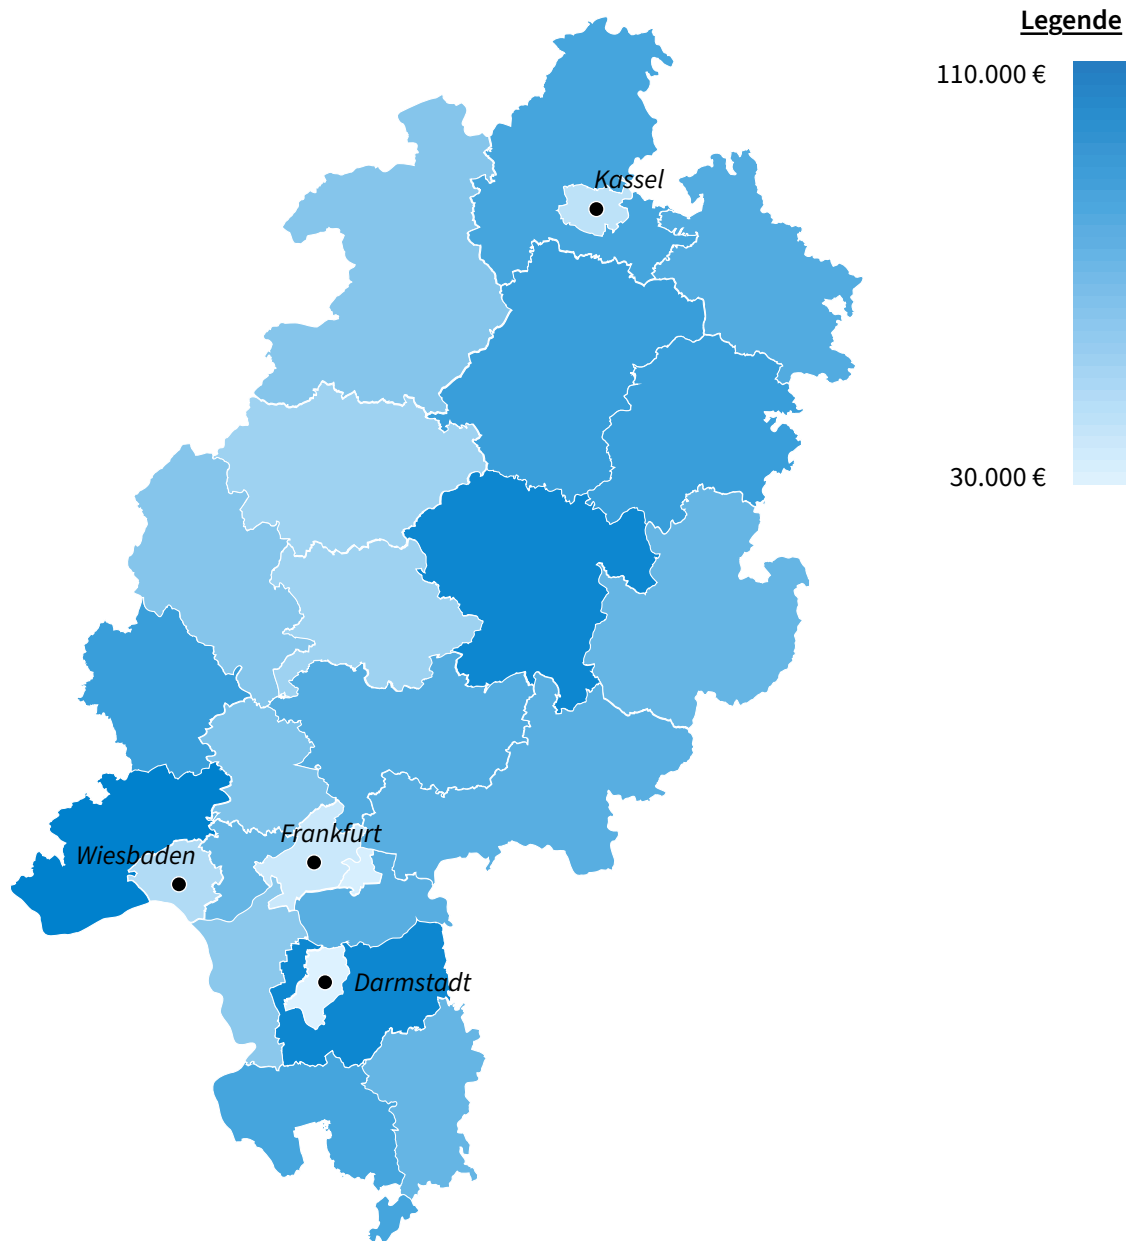 Legende
110.000 €
Kassel
30.000 €
Frankfurt
Wiesbaden
Darmstadt